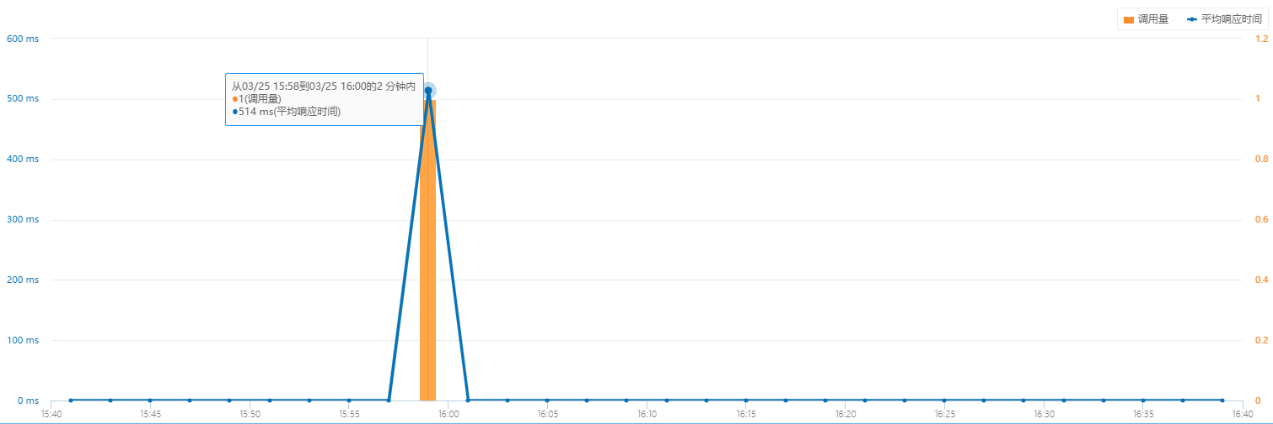 调用量 平均响应时间
600 ms 1.2
从03/25 15:58到03/25 16:00的2 分钟内
1(调用量)
514 ms(平均响应时间)
500 ms 1
400 ms 0.8
300 ms 0.6
200 ms 0.4
100 ms 0.2
0 ms 0
15:40 15:45 15:50 15:55 16:00 16:05 16:10 16:15 16:20 16:25 16:30 16:35 16:40